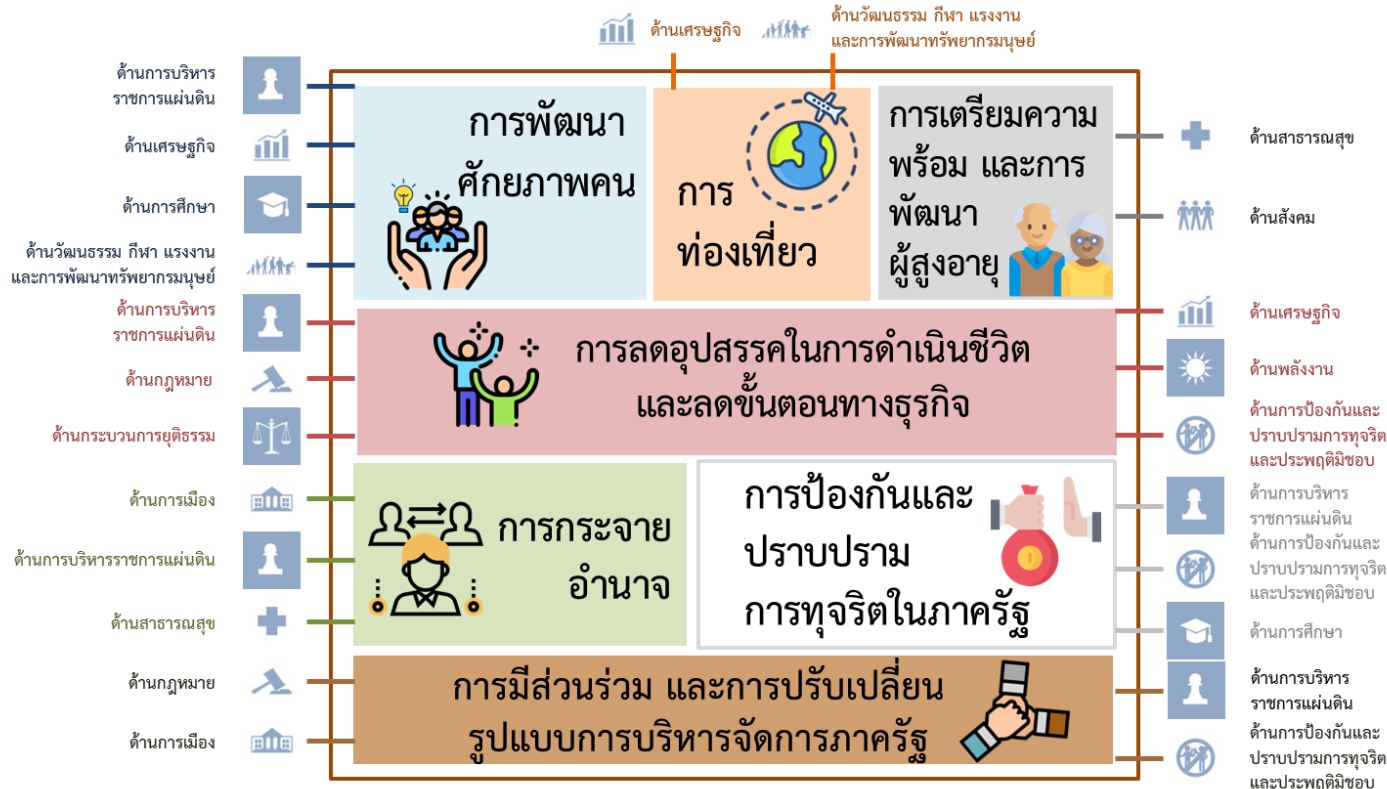 ด้านเศรษฐกิจ
ด้านวัฒนธรรม กีฬา แรงงาน
และการพัฒนาทรัพยากรมนุษย์
ด้านการบริหาร
ราชการแผ่นดิน
ด้านเศรษฐกิจ
ด้านการศึกษา
ด้านวัฒนธรรม กีฬา แรงงาน
และการพัฒนาทรัพยากรมนุษย์
การพัฒนา
ศักยภาพคน
การ
ท่องเที่ยว
การเตรียมความ
พร้อม และการ
พัฒนา
ผู้สูงอายุ
ด้านสาธารณสุข
ด้านสังคม
ด้านการบริหาร
ราชการแผ่นดิน
ด้านกฎหมาย
ด้านกระบวนการยุติธรรม
การลดอุปสรรคในการดำเนินชีวิต
และลดขั้นตอนทางธุรกิจ
ด้านเศรษฐกิจ
ด้านพลังงาน
ด้านการป้องกันและ
ปราบปรามการทุจริต
และประพฤติมิชอบ
ด้านการเมือง
ด้านการบริหารราชการแผ่นดิน
ด้านสาธารณสุข
การกระจาย
อำนาจ
การป้องกันและ
ปราบปราม
การทุจริตในภาครัฐ
ด้านการบริหาร
ราชการแผ่นดิน
ด้านการป้องกันและ
ปราบปรามการทุจริต
และประพฤติมิชอบ
ด้านการศึกษา
ด้านกฎหมาย
ด้านการเมือง
การมีส่วนร่วม และการปรับเปลี่ยน
รูปแบบการบริหารจัดการภาครัฐ
ด้านการบริหาร
ราชการแผ่นดิน
ด้านการป้องกันและ
ปราบปรามการทุจริต
และประพฤติมิชอบ